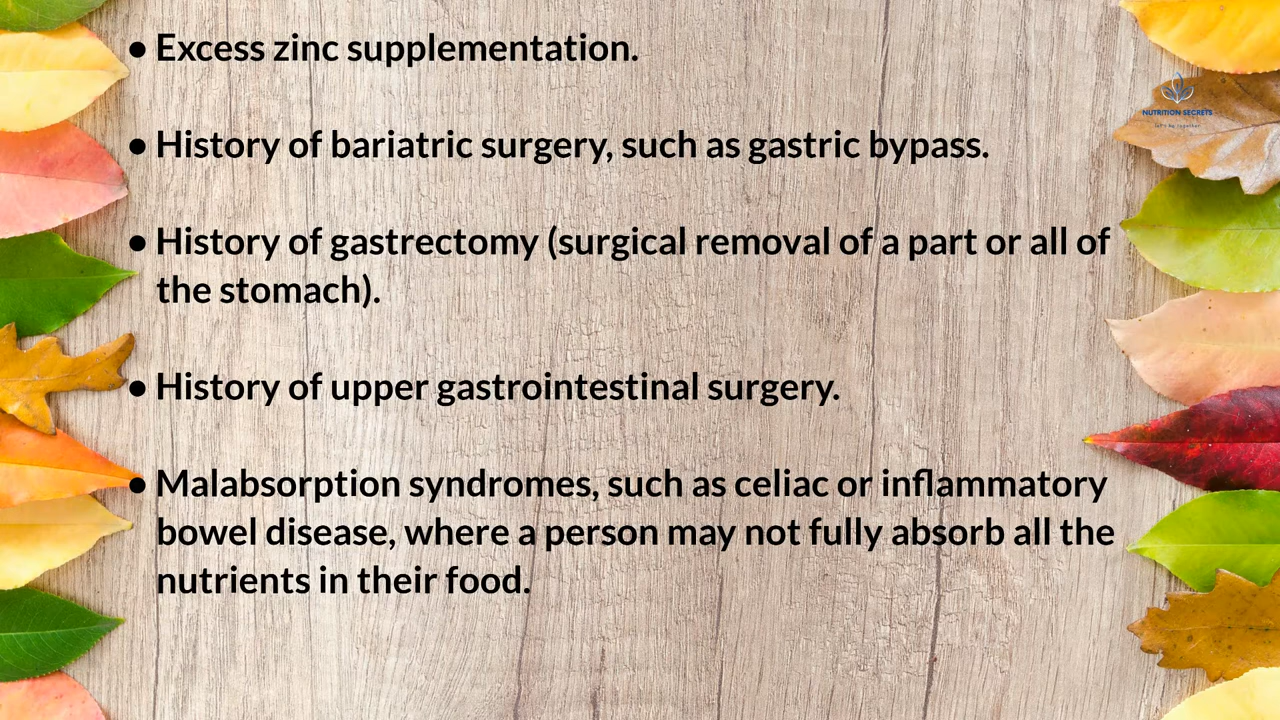 • Excess zinc supplementation.
NUTRITION SECRETS
• History of bariatric surgery, such as gastric bypass.
• History of gastrectomy (surgical removal of a part or all of
the stomach).
• History of upper gastrointestinal surgery.
• Malabsorption syndromes, such as celiac or inflammatory
bowel disease, where a person may not fully absorb all the
nutrients in their food.